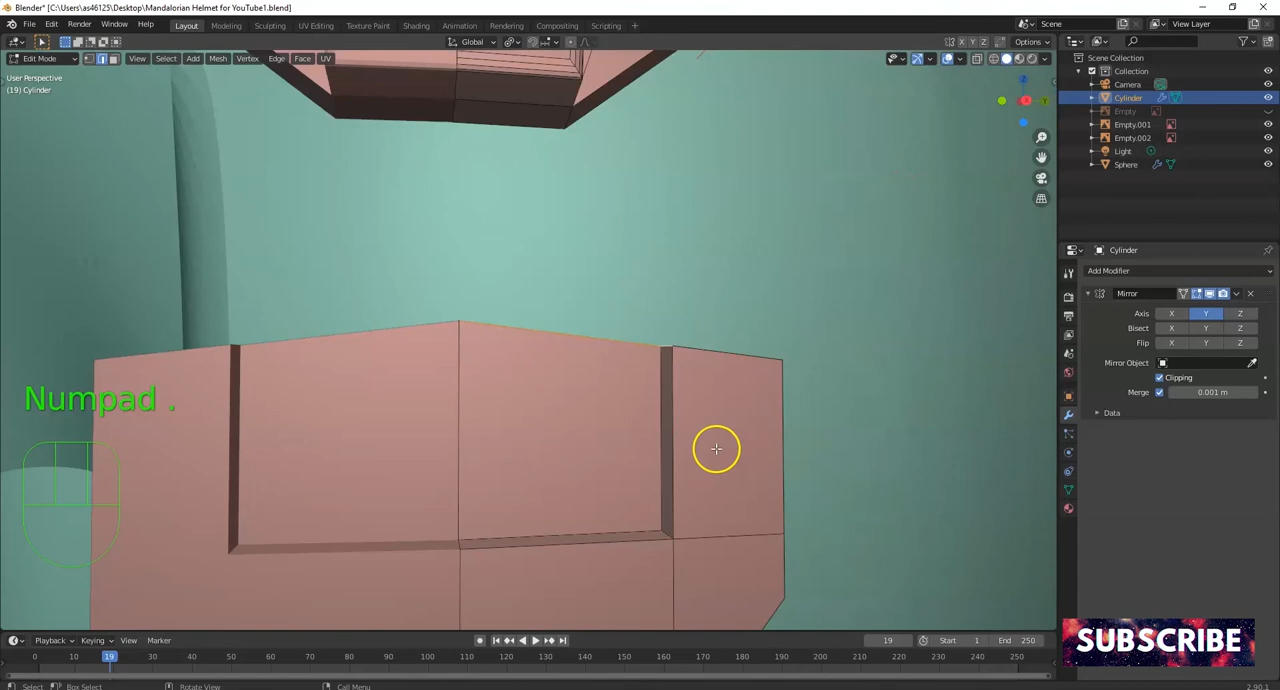 Blender* [C:\Users\as46125\Desktop\Mandalorian Helmet for YouTube1.blend]
File Edit Render Window Help Layout Modeling Sculpting UV Editing Texture Paint Shading Animation Rendering Compositing Scripting + Scene View Layer
Global X Y Z Options
Edit Mode View Select Add Mesh Vertex Edge Face UV
User Perspective
(19) Cylinder
Scene Collection
Collection
Camera
Cylinder
Empty
Empty.001
Empty.002
Light
Sphere
Z
X
Y
Cylinder
Add Modifier
Mirror
Axis X Y Z
Bisect X Y Z
Flip X Y Z
Mirror Object
Clipping
Merge 0.001 m
Data
Numpad .
SUBSCRIBE
Playback Keying View Marker 19 Start 1 End 250
0 10 19 30 40 50 60 70 80 90 100 110 120 130 140 150 160 170 180 190 200 210 220 230 240 250
Select Box Select Rotate View Call Menu 2.90.1